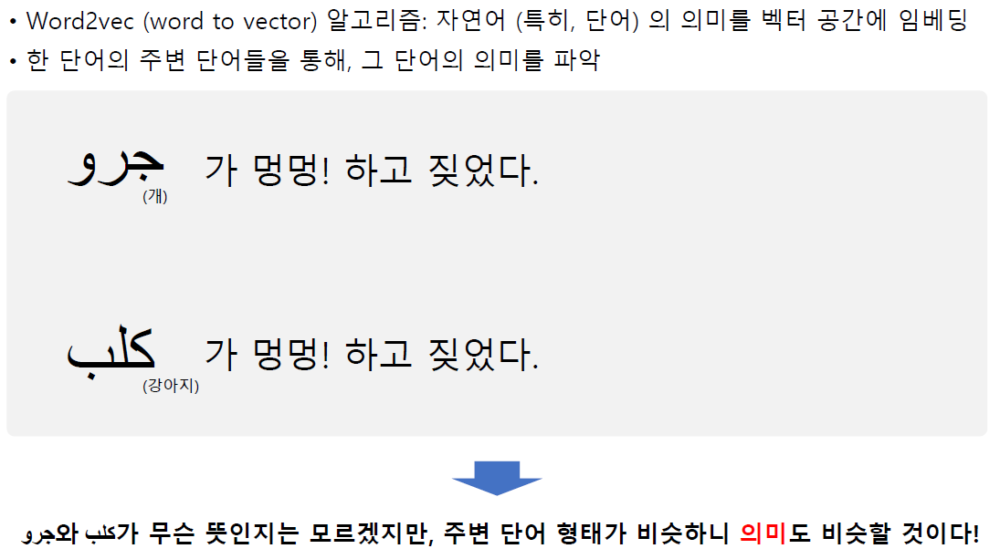 • Word2vec (word to vector) 알고리즘: 자연어 (특히, 단어) 의 의미를 벡터 공간에 임베딩
• 한 단어의 주변 단어들을 통해, 그 단어의 의미를 파악
جرو 가 멍멍! 하고 짖었다.
(개)
كلب 가 멍멍! 하고 짖었다.
(강아지)
جرو와 كلب가 무슨 뜻인지는 모르겠지만, 주변 단어 형태가 비슷하니 의미도 비슷할 것이다!